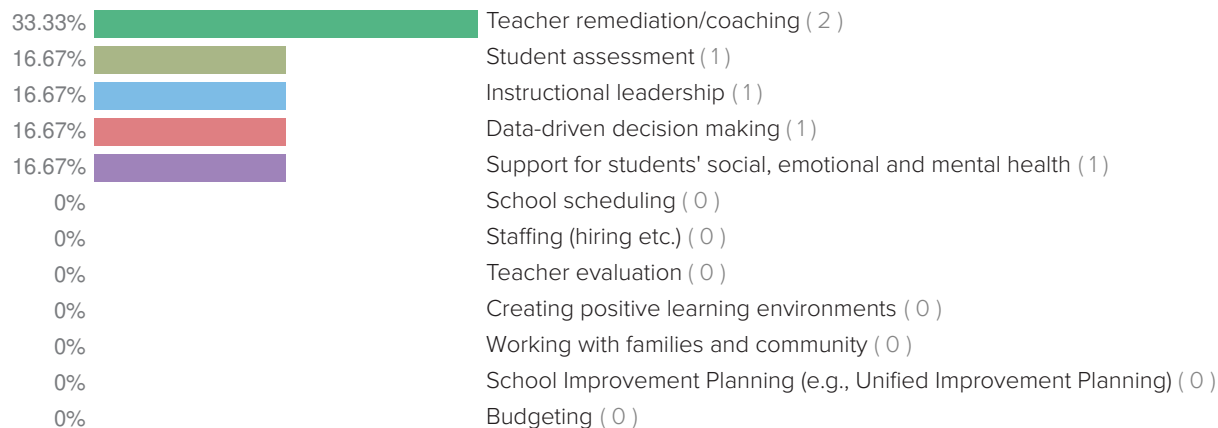 33.33% Teacher remediation/coaching ( 2 )
16.67% Student assessment ( 1 )
16.67% Instructional leadership ( 1 )
16.67% Data-driven decision making ( 1 )
16.67% Support for students' social, emotional and mental health ( 1 )
0% School scheduling ( 0 )
0% Staffing (hiring etc.) ( 0 )
0% Teacher evaluation ( 0 )
0% Creating positive learning environments ( 0 )
0% Working with families and community ( 0 )
0% School Improvement Planning (e.g., Unified Improvement Planning) ( 0 )
0% Budgeting ( 0 )